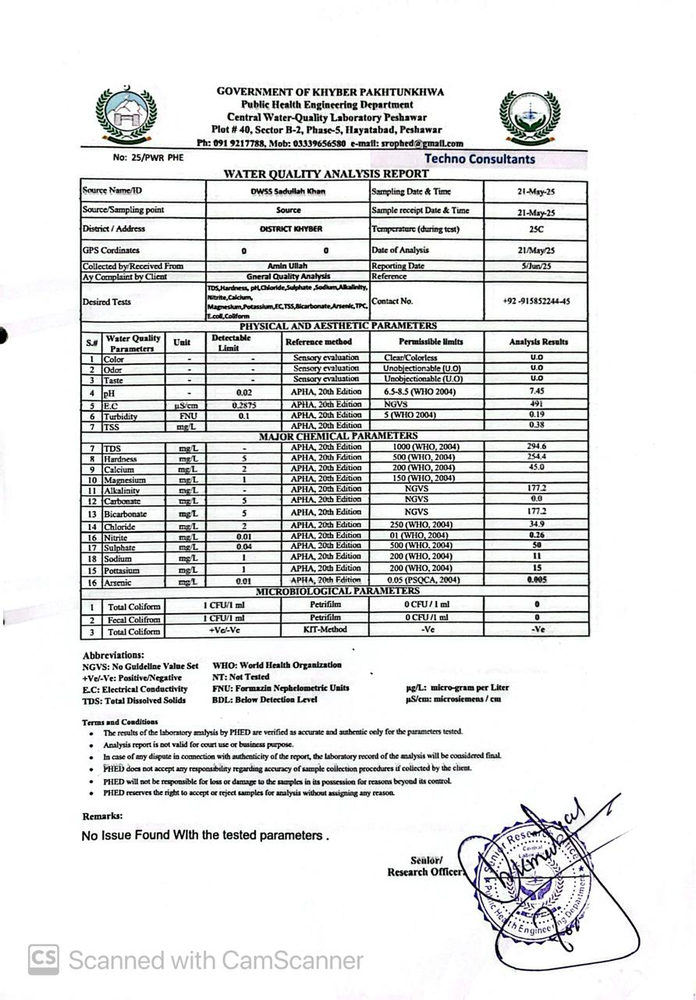 GOVERNMENT OF KHYBER PAKHTUNKHWA
Public Health Engineering Department
Central Water-Quality Laboratory Peshawar
Plot # 40, Sector B-2, Phase-5, Hayatabad, Peshawar
Ph: 091 9217788, Mob: 03339656580 e-mail: srophed@gmail.com
No: 25/PWR PHE Techno Consultants
WATER QUALITY ANALYSIS REPORT
Source Name/ID DWSS Sadullah Khan Sampling Date & Time 21-May-25
Source/Sampling point Source Sample receipt Date & Time 21-May-25
District / Address DISTRICT KHYBER Temperature (during test) 25C
GPS Cordinates 0 0 Date of Analysis 21/May/25
Collected by/Received From Amin Ullah Reporting Date 5/Jun/25
Ay Complaint by Client Gneral Quality Analysis Reference
Desired Tests TDS,Hardness, pH,Chloride,Sulphate ,Sodium,Alkalinity,
Nitrite,Calcium,
Magnesium,Potassium,EC,TSS,Bicarbonate,Arsenic,TPC,
E.coli,Coliform
Contact No. +92 -915852244-45
PHYSICAL AND AESTHETIC PARAMETERS
S.# Water Quality Parameters Unit Detectable Limit Reference method Permissible limits Analysis Results
1 Color - - Sensory evaluation Clear/Colorless U.O
2 Odor - - Sensory evaluation Unobjectionable (U.O) U.O
3 Taste - - Sensory evaluation Unobjectionable (U.O) U.O
4 pH - 0.02 APHA, 20th Edition 6.5-8.5 (WHO 2004) 7.45
5 E.C µS/cm 0.2875 APHA, 20th Edition NGVS 491
6 Turbidity FNU 0.1 APHA, 20th Edition 5 (WHO 2004) 0.19
7 TSS mg/L APHA, 20th Edition 0.38
MAJOR CHEMICAL PARAMETERS
7 TDS mg/L - APHA, 20th Edition 1000 (WHO, 2004) 294.6
8 Hardness mg/L 5 APHA, 20th Edition 500 (WHO, 2004) 254.4
9 Calcium mg/L 2 APHA, 20th Edition 200 (WHO, 2004) 45.0
10 Magnesium mg/L 1 APHA, 20th Edition 150 (WHO, 2004)
11 Alkalinity mg/L - APHA, 20th Edition NGVS 177.2
12 Carbonate mg/L 5 APHA, 20th Edition NGVS 0.0
13 Bicarbonate mg/L 5 APHA, 20th Edition NGVS 177.2
14 Chloride mg/L 2 APHA, 20th Edition 250 (WHO, 2004) 34.9
16 Nitrite mg/L 0.01 APHA, 20th Edition 01 (WHO, 2004) 0.26
17 Sulphate mg/L 0.04 APHA, 20th Edition 500 (WHO, 2004) 50
18 Sodium mg/L 1 APHA, 20th Edition 200 (WHO, 2004) 11
15 Pottasium mg/L 1 APHA, 20th Edition 200 (WHO, 2004) 15
16 Arsenic mg/L 0.01 APHA, 20th Edition 0.05 (PSQCA, 2004) 0.005
MICROBIOLOGICAL PARAMETERS
1 Total Coliform 1 CFU/1 ml Petrifilm 0 CFU / 1 ml 0
2 Fecal Colifrom 1 CFU/1 ml Petrifilm 0 CFU /1 ml 0
3 Total Coliform +Ve/-Ve KIT-Method -Ve -Ve
Abbreviations:
NGVS: No Guideline Value Set WHO: World Health Organization
+Ve/-Ve: Positive/Negative NT: Not Tested
E.C: Electrical Conductivity FNU: Formazin Nephelometric Units µg/L: micro-gram per Liter
TDS: Total Dissolved Solids BDL: Below Detection Level µS/cm: microsiemens / cm
Terms and Conditions
• The results of the laboratory analysis by PHED are verified as accurate and authentic only for the parameters tested.
• Analysis report is not valid for court use or business purpose.
• In case of any dispute in connection with authenticity of the report, the laboratory record of the analysis will be considered final.
• PHED does not accept any responsibility regarding accuracy of sample collection procedures if collected by the client.
• PHED will not be responsible for loss or damage to the samples in its possession for reasons beyond its control.
• PHED reserves the right to accept or reject samples for analysis without assigning any reason.
Remarks:
No Issue Found WIth the tested parameters .
Senior/
Research Officer:
Senior Research Officer
Central
Public Health Engineering Department
CS Scanned with CamScanner